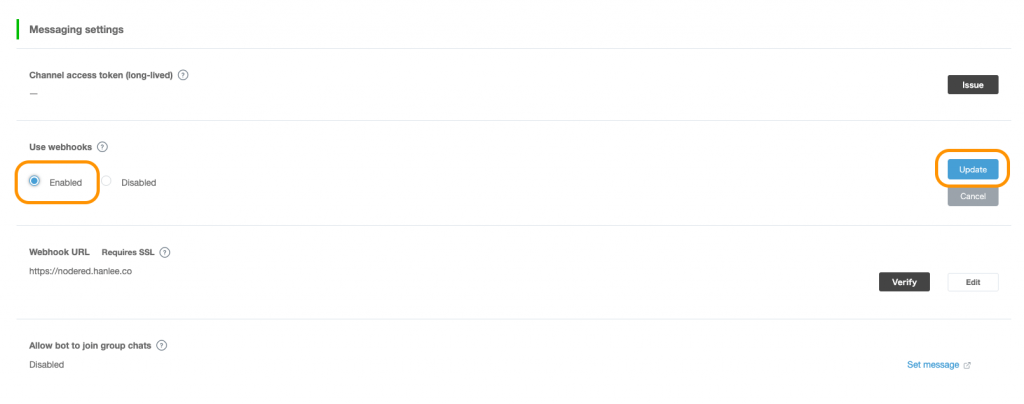 Messaging settings
Channel access token (long-lived) ?
—
Issue
Use webhooks ?
Enabled Disabled
Update
Cancel
Webhook URL Requires SSL ?
https://nodered.hanlee.co
Verify Edit
Allow bot to join group chats ?
Disabled
Set message